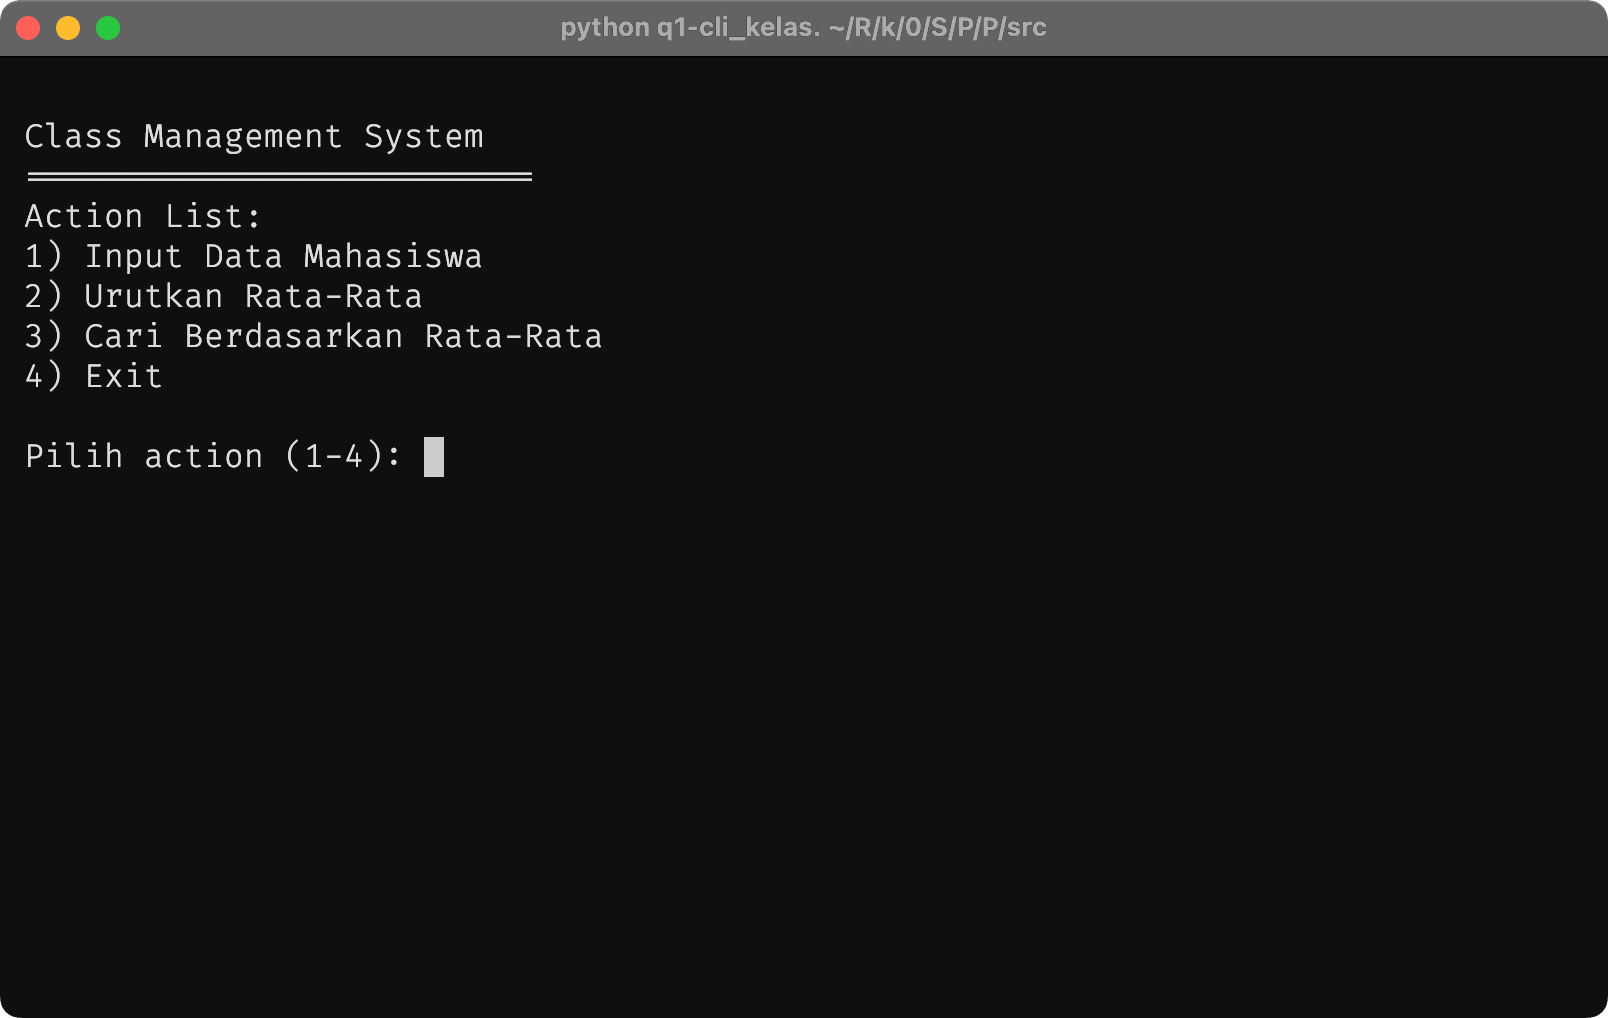 python q1-cli_kelas. ~/R/k/0/S/P/P/src
Class Management System
=========================
Action List:
1) Input Data Mahasiswa
2) Urutkan Rata-Rata
3) Cari Berdasarkan Rata-Rata
4) Exit
Pilih action (1-4):